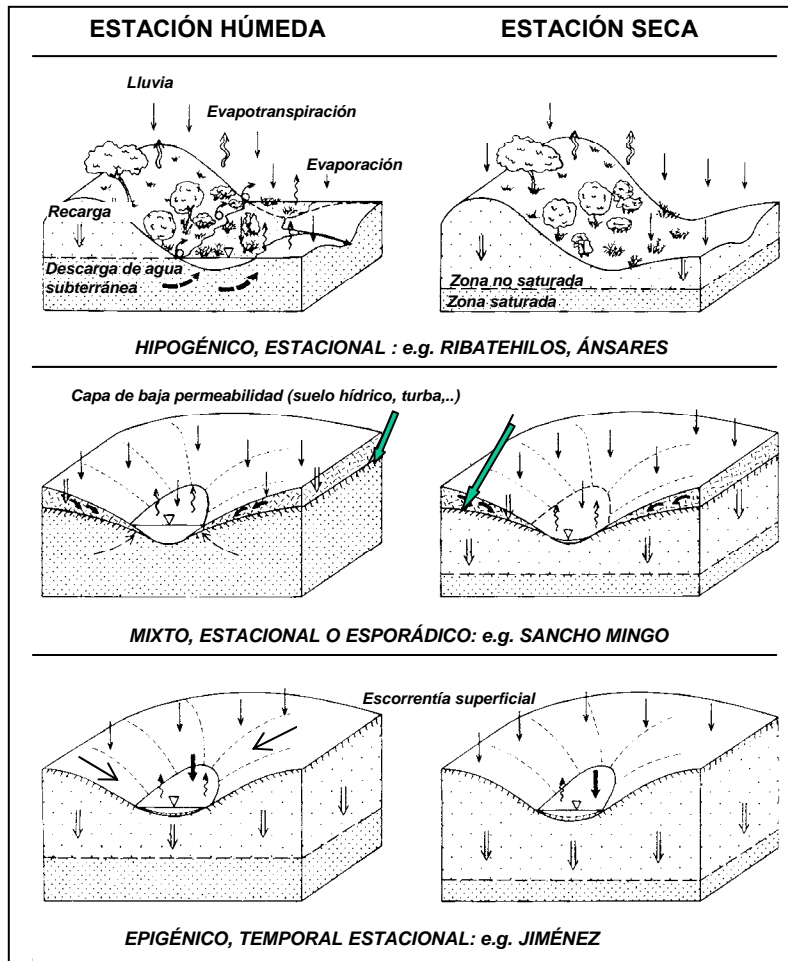 ESTACIÓN HÚMEDA
ESTACIÓN SECA
Lluvia
Evapotranspiración
Evaporación
Recarga
Descarga de agua
subterránea
Zona no saturada
Zona saturada
HIPOGÉNICO, ESTACIONAL : e.g. RIBATEHILOS, ÁNSARES
Capa de baja permeabilidad (suelo hídrico, turba,..)
MIXTO, ESTACIONAL O ESPORÁDICO: e.g. SANCHO MINGO
Escorrentía superficial
EPIGÉNICO, TEMPORAL ESTACIONAL: e.g. JIMÉNEZ